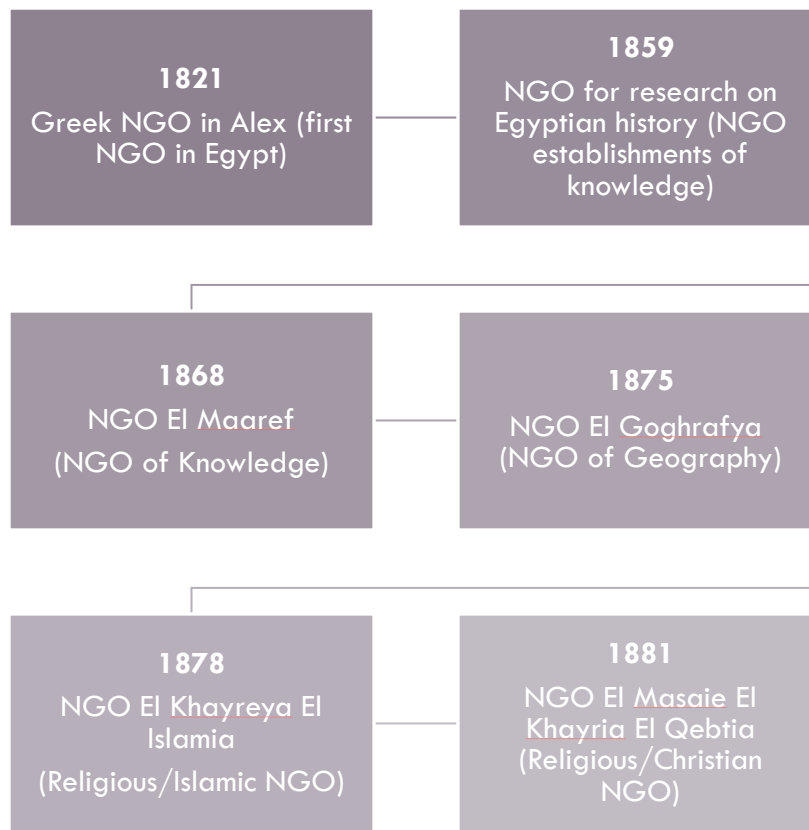 1821
Greek NGO in Alex (first
NGO in Egypt)
1859
NGO for research on
Egyptian history (NGO
establishments of
knowledge)
1868
NGO El Maaref
(NGO of Knowledge)
1875
NGO El Goghrafya
(NGO of Geography)
1878
NGO El Khayreya El
Islamia
(Religious/Islamic NGO)
1881
NGO El Masaie El
Khayria El Qebtia
(Religious/Christian
NGO)